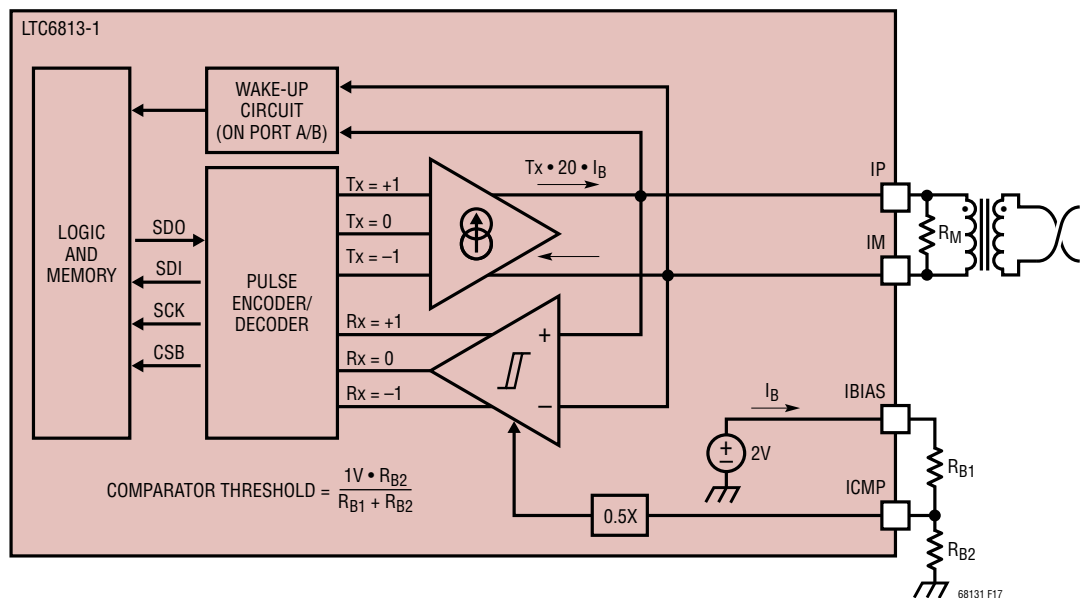 LTC6813-1
WAKE-UP
CIRCUIT
(ON PORT A/B)
LOGIC
AND
MEMORY
SDO
SDI
SCK
CSB
PULSE
ENCODER/
DECODER
Tx = +1
Tx = 0
Tx = –1
Rx = +1
Rx = 0
Rx = –1
Tx • 20 • IB
+
–
IP
IM
RM
IB
IBIAS
+
–
2V
ICMP
RB1
RB2
0.5X
COMPARATOR THRESHOLD = 1V • RB2
RB1 + RB2
68131 F17